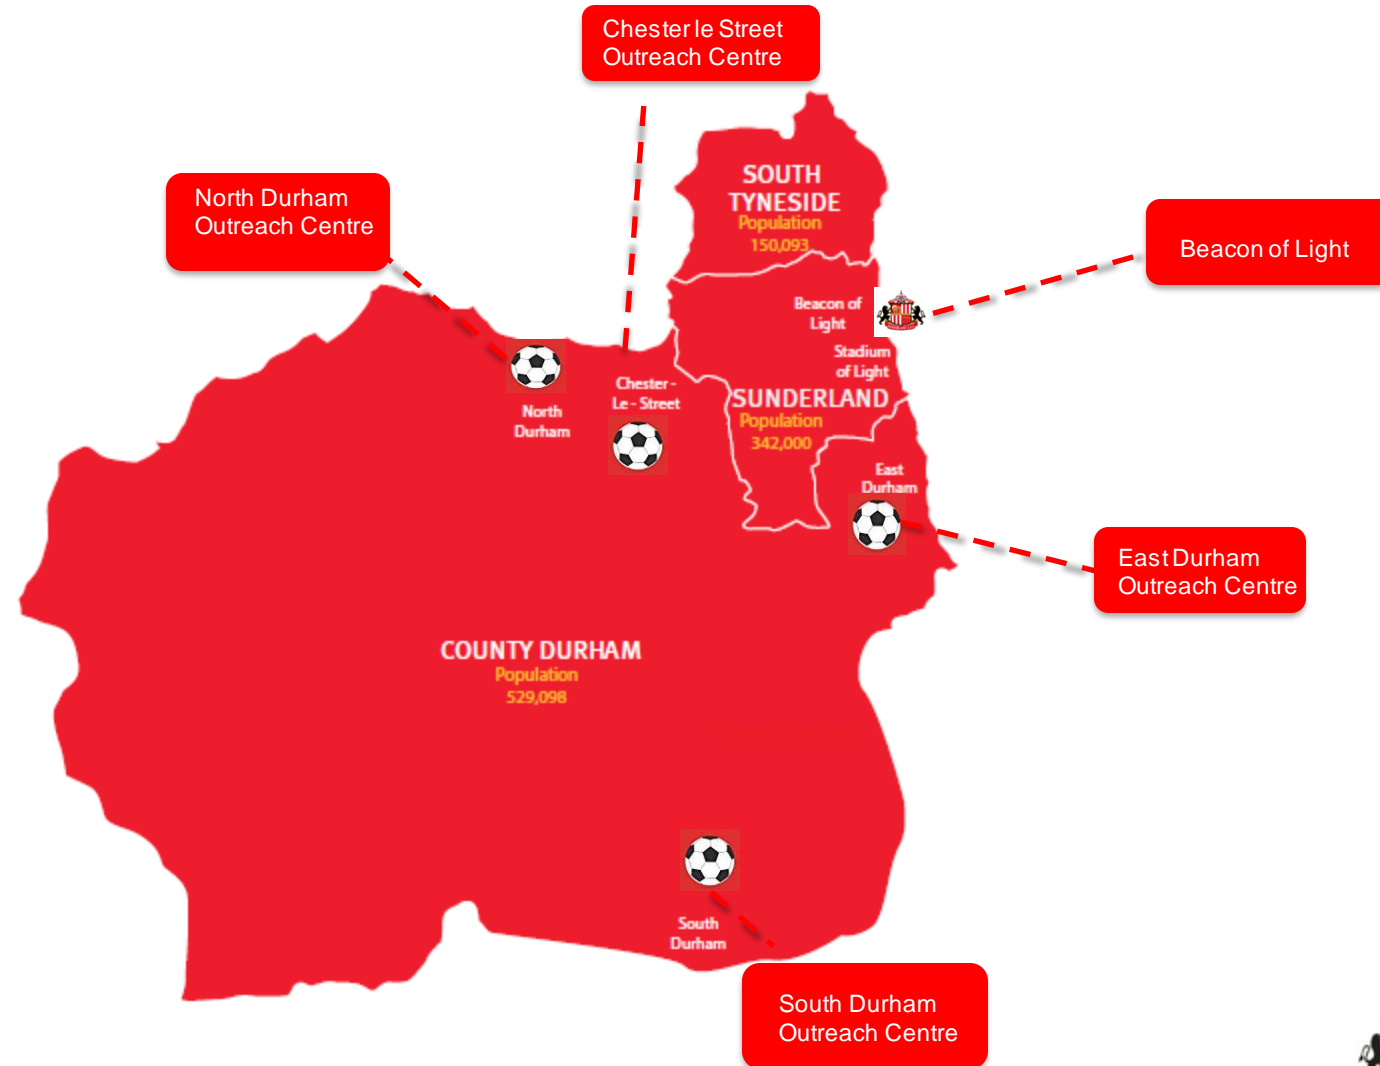 Chester le Street
Outreach Centre
North Durham
Outreach Centre
SOUTH
TYNESIDE
Population
150,093
Beacon of Light
Beacon of
Light
Stadium
of Light
SUNDERLAND
Population
342,000
Chester-
Le - Street
North
Durham
East
Durham
East Durham
Outreach Centre
COUNTY DURHAM
Population
529,098
South
Durham
South Durham
Outreach Centre